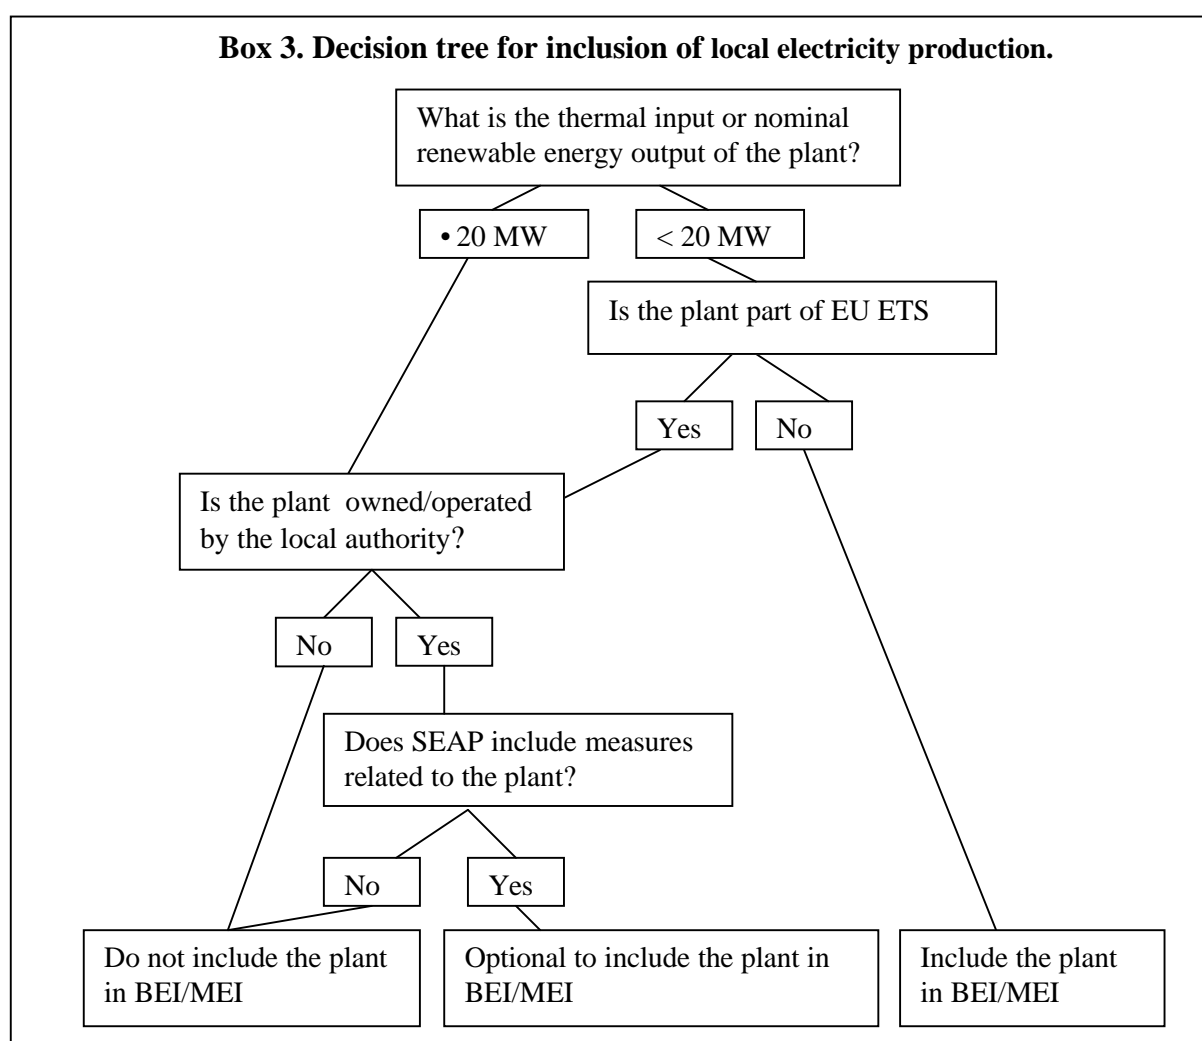 Box 3. Decision tree for inclusion of local electricity production.
What is the thermal input or nominal
renewable energy output of the plant?
• 20 MW
< 20 MW
Is the plant part of EU ETS
Yes
No
Is the plant owned/operated
by the local authority?
No
Yes
Does SEAP include measures
related to the plant?
No
Yes
Do not include the plant
in BEI/MEI
Optional to include the plant in
BEI/MEI
Include the plant
in BEI/MEI